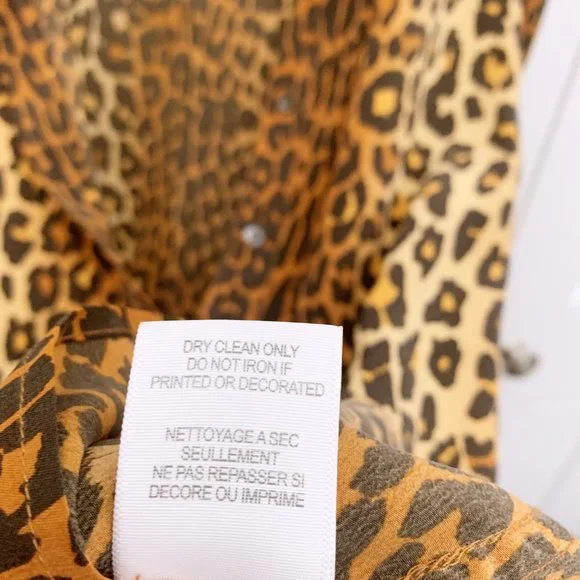 DRY CLEAN ONLY
DO NOT IRON IF
PRINTED OR DECORATED
NETTOYAGE A SEC
SEULLEMENT
NE PAS REPASSER SI
DECORE OU IMPRIME